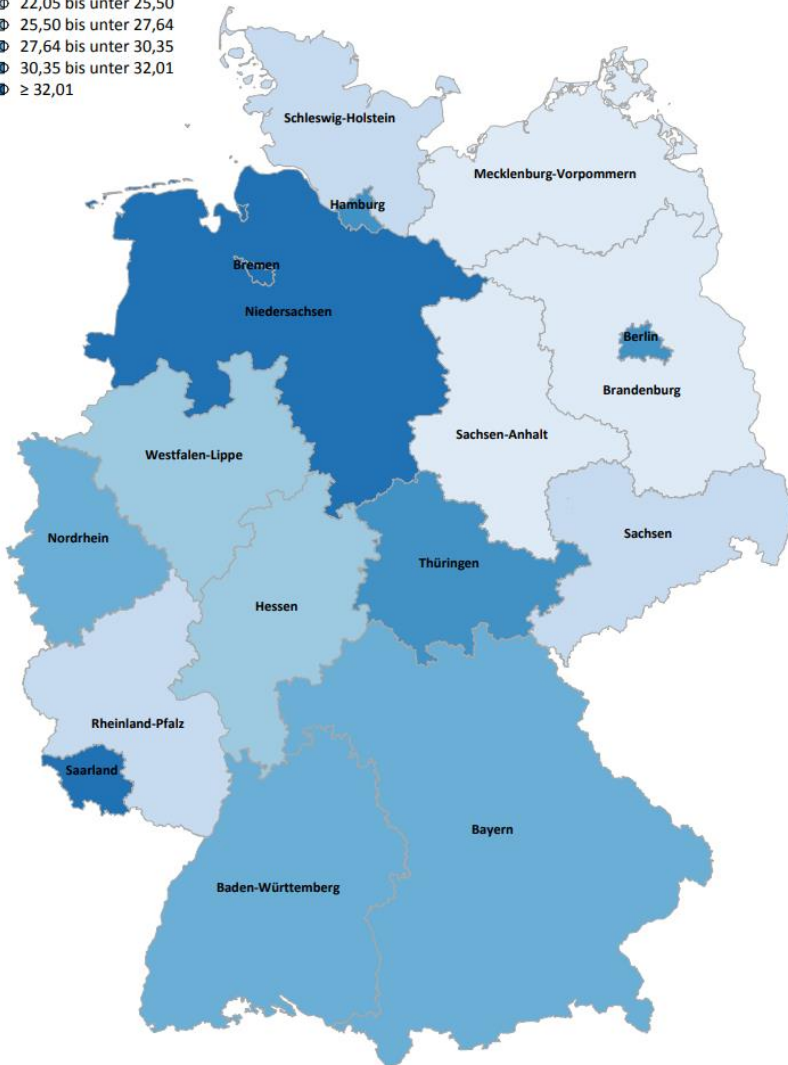 22,05 bis unter 25,50
25,50 bis unter 27,64
27,64 bis unter 30,35
30,35 bis unter 32,01
≥ 32,01
Schleswig-Holstein
Mecklenburg-Vorpommern
Hamburg
Bremen
Niedersachsen
Berlin
Brandenburg
Sachsen-Anhalt
Westfalen-Lippe
Nordrhein
Sachsen
Thüringen
Hessen
Rheinland-Pfalz
Saarland
Bayern
Baden-Württemberg